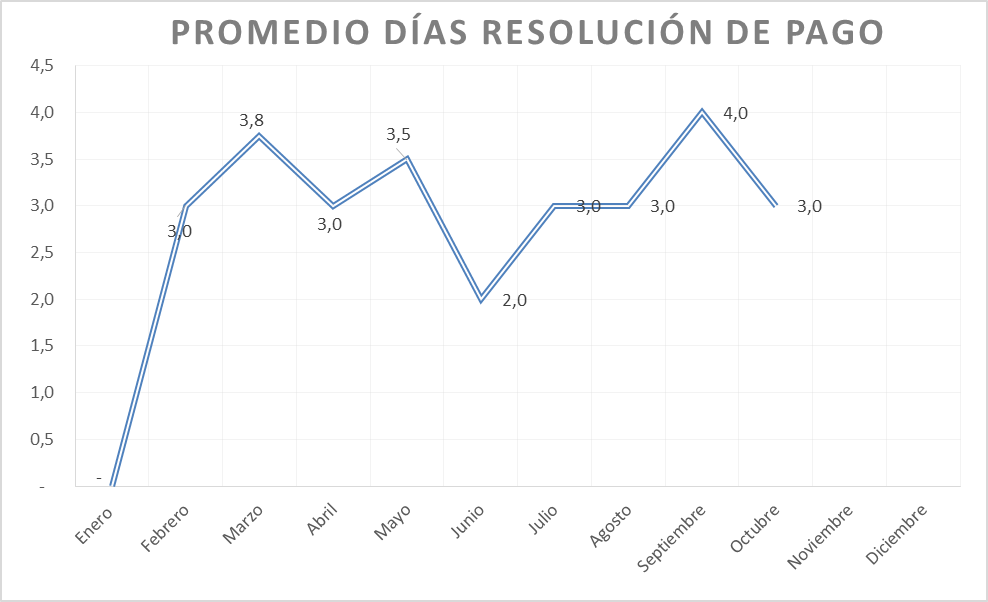 PROMEDIO DÍAS RESOLUCIÓN DE PAGO
4,5
4,0
3,5
3,0
2,5
2,0
1,5
1,0
0,5
-
-
3,0
3,8
3,0
3,5
2,0
3,0
3,0
4,0
3,0
Enero
Febrero
Marzo
Abril
Mayo
Junio
Julio
Agosto
Septiembre
Octubre
Noviembre
Diciembre